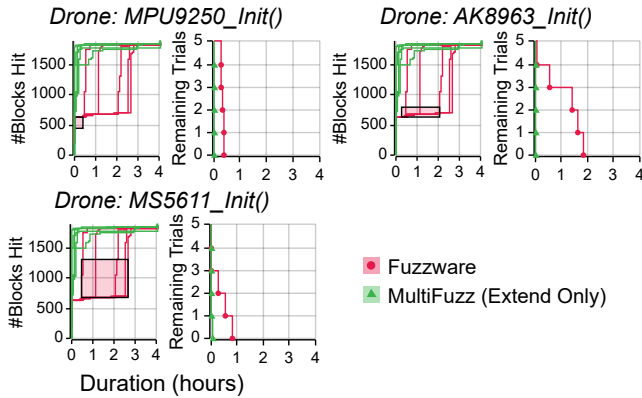 Drone: MPU9250_Init()
Drone: AK8963_Init()
#Blocks Hit
1500
1000
500
0
0 1 2 3 4
Remaining Trials
5
4
3
2
1
0
0 1 2 3 4
#Blocks Hit
1500
1000
500
0
0 1 2 3 4
Remaining Trials
5
4
3
2
1
0
0 1 2 3 4
Drone: MS5611_Init()
#Blocks Hit
1500
1000
500
0
0 1 2 3 4
Remaining Trials
5
4
3
2
1
0
0 1 2 3 4
Fuzzware
MultiFuzz (Extend Only)
Duration (hours)